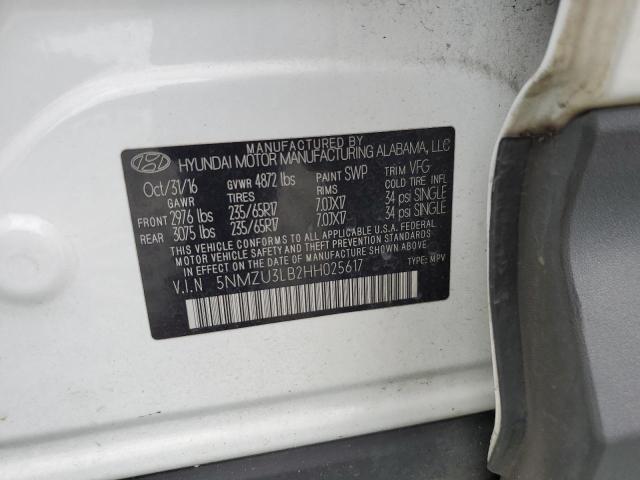 MANUFACTURED BY
HYUNDAI MOTOR MANUFACTURING ALABAMA, LLC
Oct/31/16 GVWR 4872 lbs PAINT SWP TRIM VFG
GAWR TIRES RIMS COLD TIRE INFL
FRONT 2976 lbs 235/65R17 7.0JX17 34 psi SINGLE
REAR 3075 lbs 235/65R17 7.0JX17 34 psi SINGLE
THIS VEHICLE CONFORMS TO ALL APPLICABLE U.S.A. FEDERAL
MOTOR VEHICLE SAFETY BUMPER, AND THEFT PREVENTION
STANDARDS IN EFFECT ON THE DATE OF MANUFACTURE SHOWN ABOVE.
V.I.N 5NMZU3LB2HH025617 TYPE: MPV